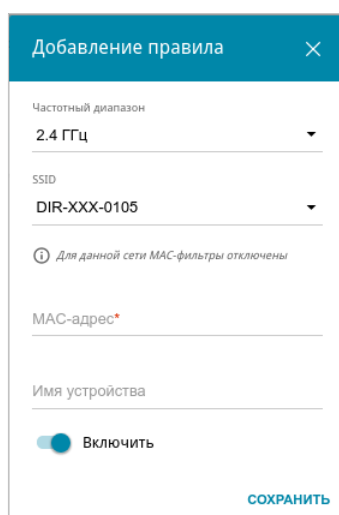 Добавление правила
Частотный диапазон
2.4 ГГц
SSID
DIR-XXX-0105
Для данной сети MAC-фильтры отключены
MAC-адрес*
Имя устройства
Включить
СОХРАНИТЬ